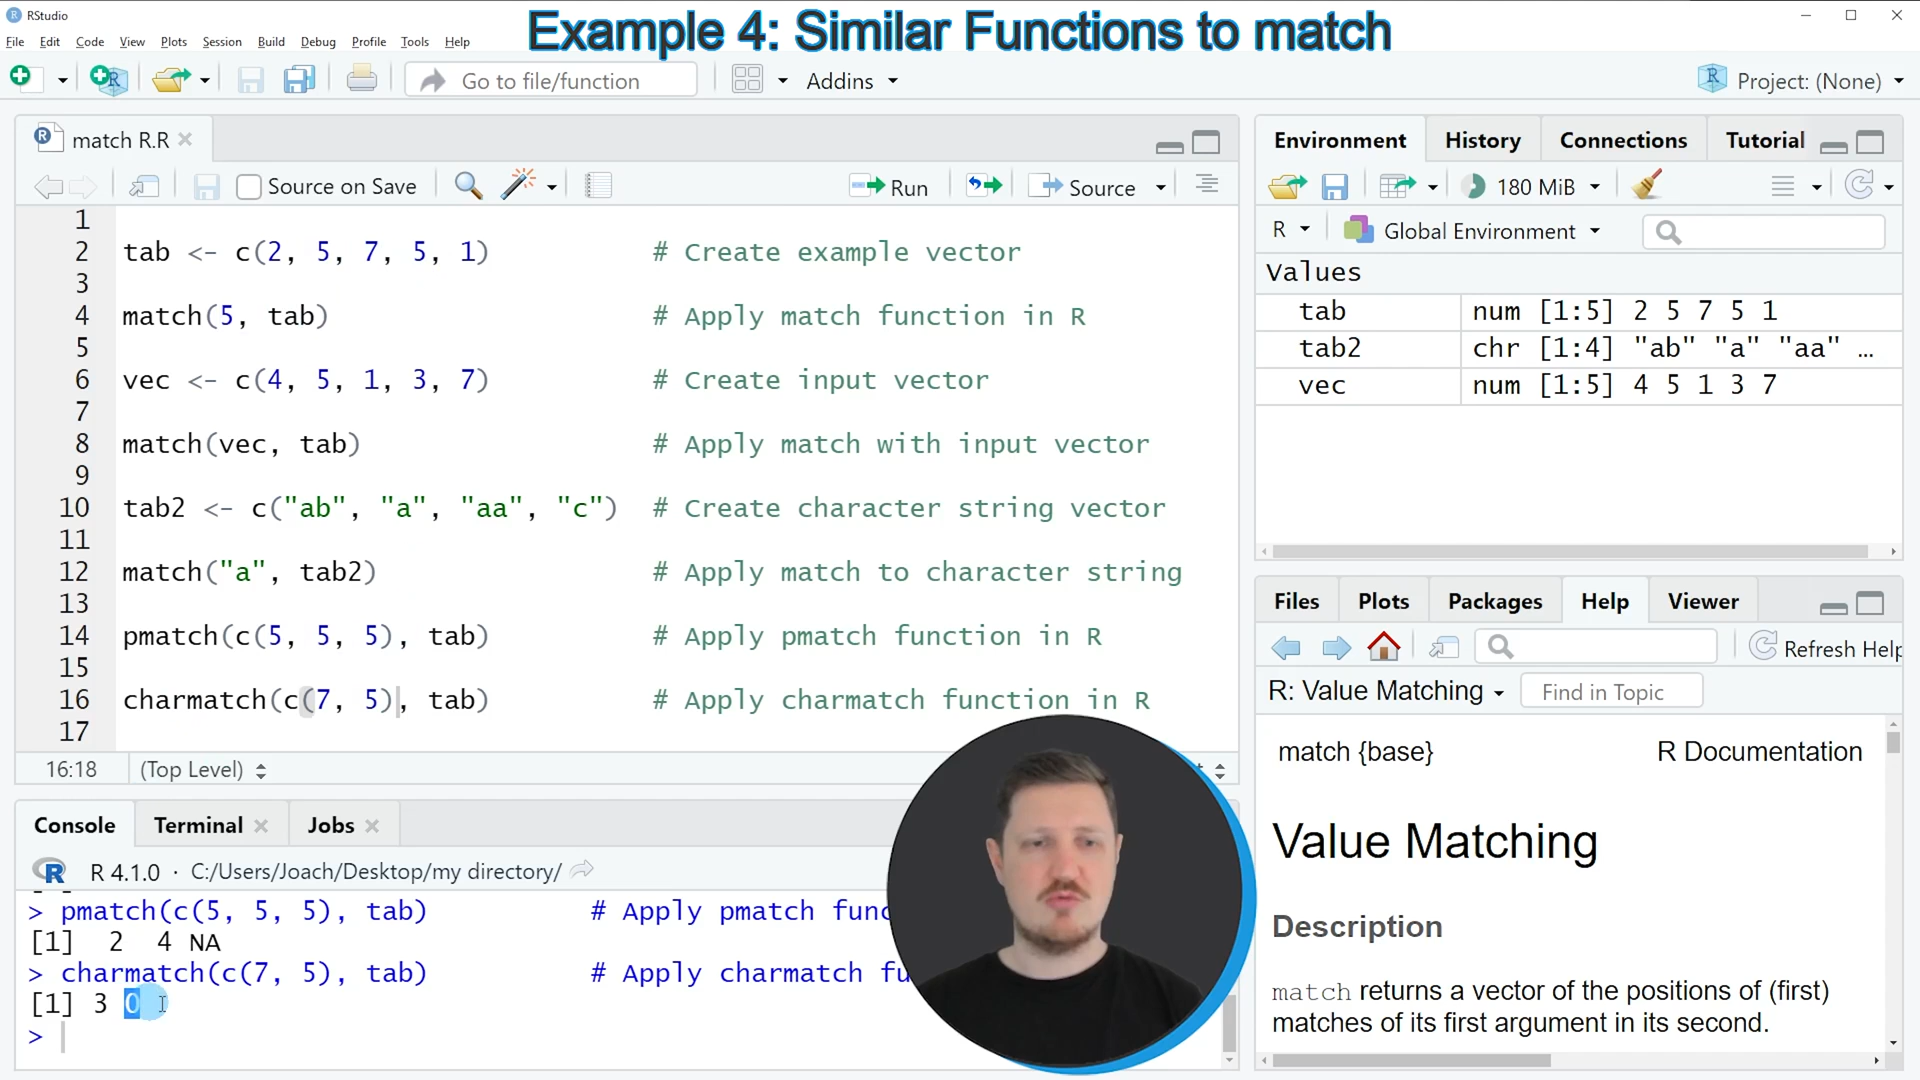 RStudio
Example 4: Similar Functions to match
File Edit Code View Plots Session Build Debug Profile Tools Help
Go to file/function
Addins
Project: (None)
match R.R
Source on Save
Run
Source
1
2 tab <- c(2, 5, 7, 5, 1) # Create example vector
3
4 match(5, tab) # Apply match function in R
5
6 vec <- c(4, 5, 1, 3, 7) # Create input vector
7
8 match(vec, tab) # Apply match with input vector
9
10 tab2 <- c("ab", "a", "aa", "c") # Create character string vector
11
12 match("a", tab2) # Apply match to character string
13
14 pmatch(c(5, 5, 5), tab) # Apply pmatch function in R
15
16 charmatch(c(7, 5), tab) # Apply charmatch function in R
17
16:18 (Top Level)
Console Terminal Jobs
R 4.1.0 · C:/Users/Joach/Desktop/my directory/
> pmatch(c(5, 5, 5), tab) # Apply pmatch func
[1] 2 4 NA
> charmatch(c(7, 5), tab) # Apply charmatch fu
[1] 3 0
>
Environment History Connections Tutorial
180 MiB
R Global Environment
Values
tab num [1:5] 2 5 7 5 1
tab2 chr [1:4] "ab" "a" "aa" …
vec num [1:5] 4 5 1 3 7
Files Plots Packages Help Viewer
Refresh Help
R: Value Matching Find in Topic
match {base} R Documentation
Value Matching
Description
match returns a vector of the positions of (first)
matches of its first argument in its second.